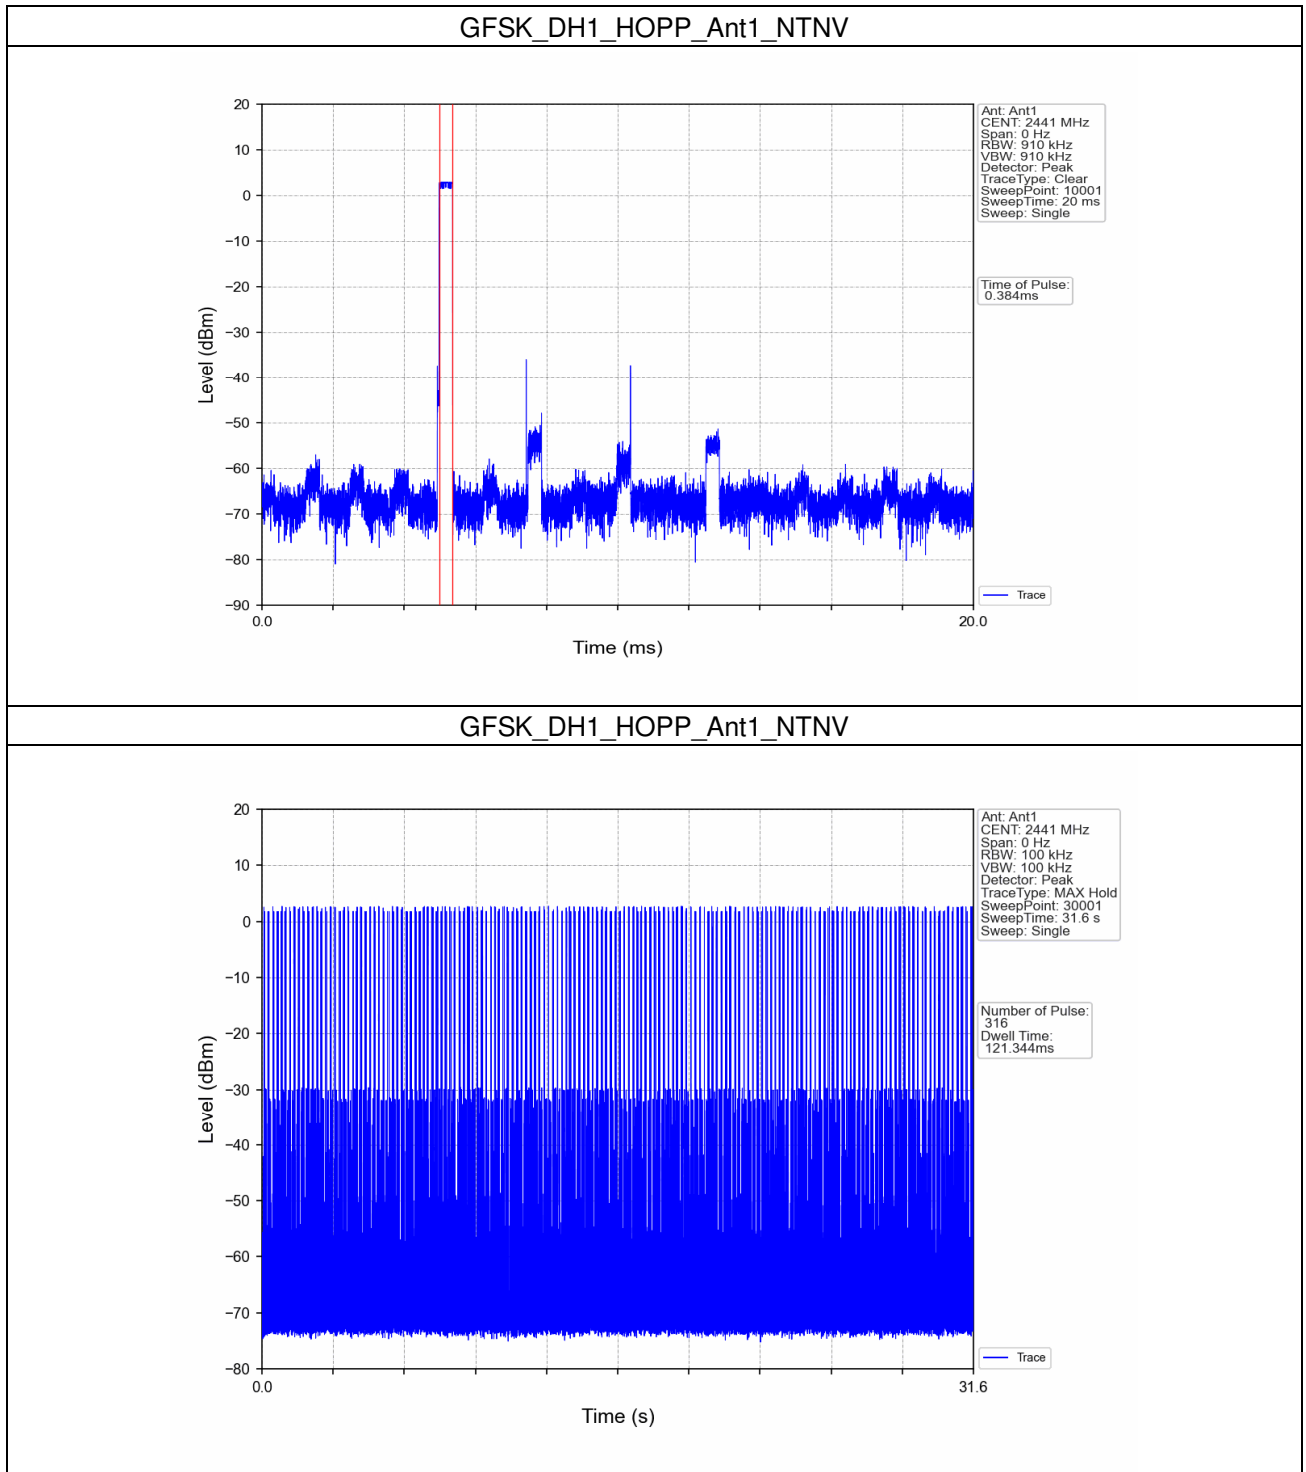 GFSK_DH1_HOPP_Ant1_NTNV
20
10
0
−10
−20
−30
−40
−50
−60
−70
−80
−90
Level (dBm)
0.0
20.0
Time (ms)
Ant: Ant1
CENT: 2441 MHz
Span: 0 Hz
RBW: 910 kHz
VBW: 910 kHz
Detector: Peak
TraceType: Clear
SweepPoint: 10001
SweepTime: 20 ms
Sweep: Single
Time of Pulse:
0.384ms
Trace
GFSK_DH1_HOPP_Ant1_NTNV
20
10
0
−10
−20
−30
−40
−50
−60
−70
−80
Level (dBm)
0.0
31.6
Time (s)
Ant: Ant1
CENT: 2441 MHz
Span: 0 Hz
RBW: 100 kHz
VBW: 100 kHz
Detector: Peak
TraceType: MAX Hold
SweepPoint: 30001
SweepTime: 31.6 s
Sweep: Single
Number of Pulse:
316
Dwell Time:
121.344ms
Trace